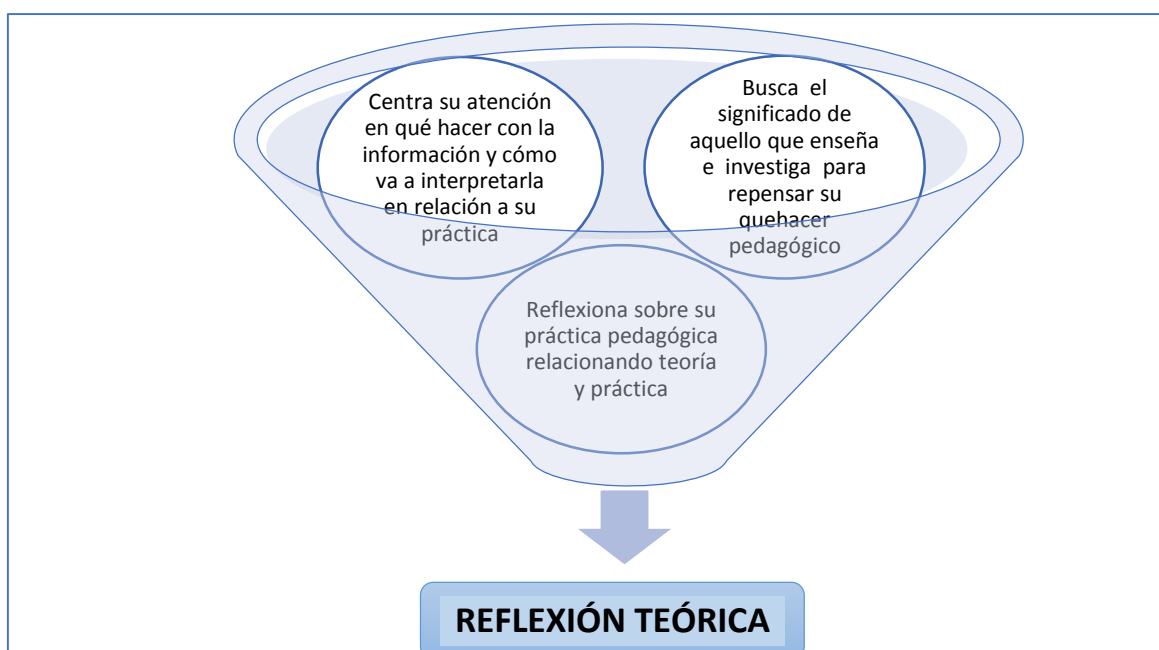 Centra su atención
en qué hacer con la
información y cómo
va a interpretarla
en relación a su
práctica
Busca el
significado de
aquello que enseña
e investiga para
repensar su
quehacer
pedagógico
Reflexiona sobre su
práctica pedagógica
relacionando teoría
y práctica
REFLEXIÓN TEÓRICA